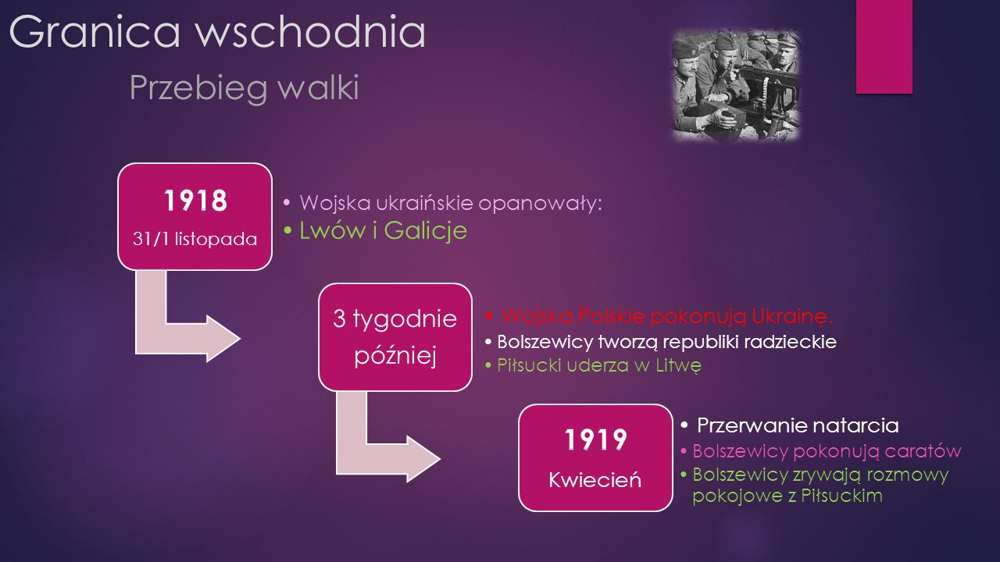 Granica wschodnia
Przebieg walki
1918
31/1 listopada
• Wojska ukraińskie opanowały:
• Lwów i Galicje
3 tygodnie
później
• Wojska Polskie pokonują Ukrainę.
• Bolszewicy tworzą republiki radzieckie
• Piłsucki uderza w Litwę
1919
Kwiecień
• Przerwanie natarcia
• Bolszewicy pokonują caratów
• Bolszewicy zrywają rozmowy
pokojowe z Piłsuckim